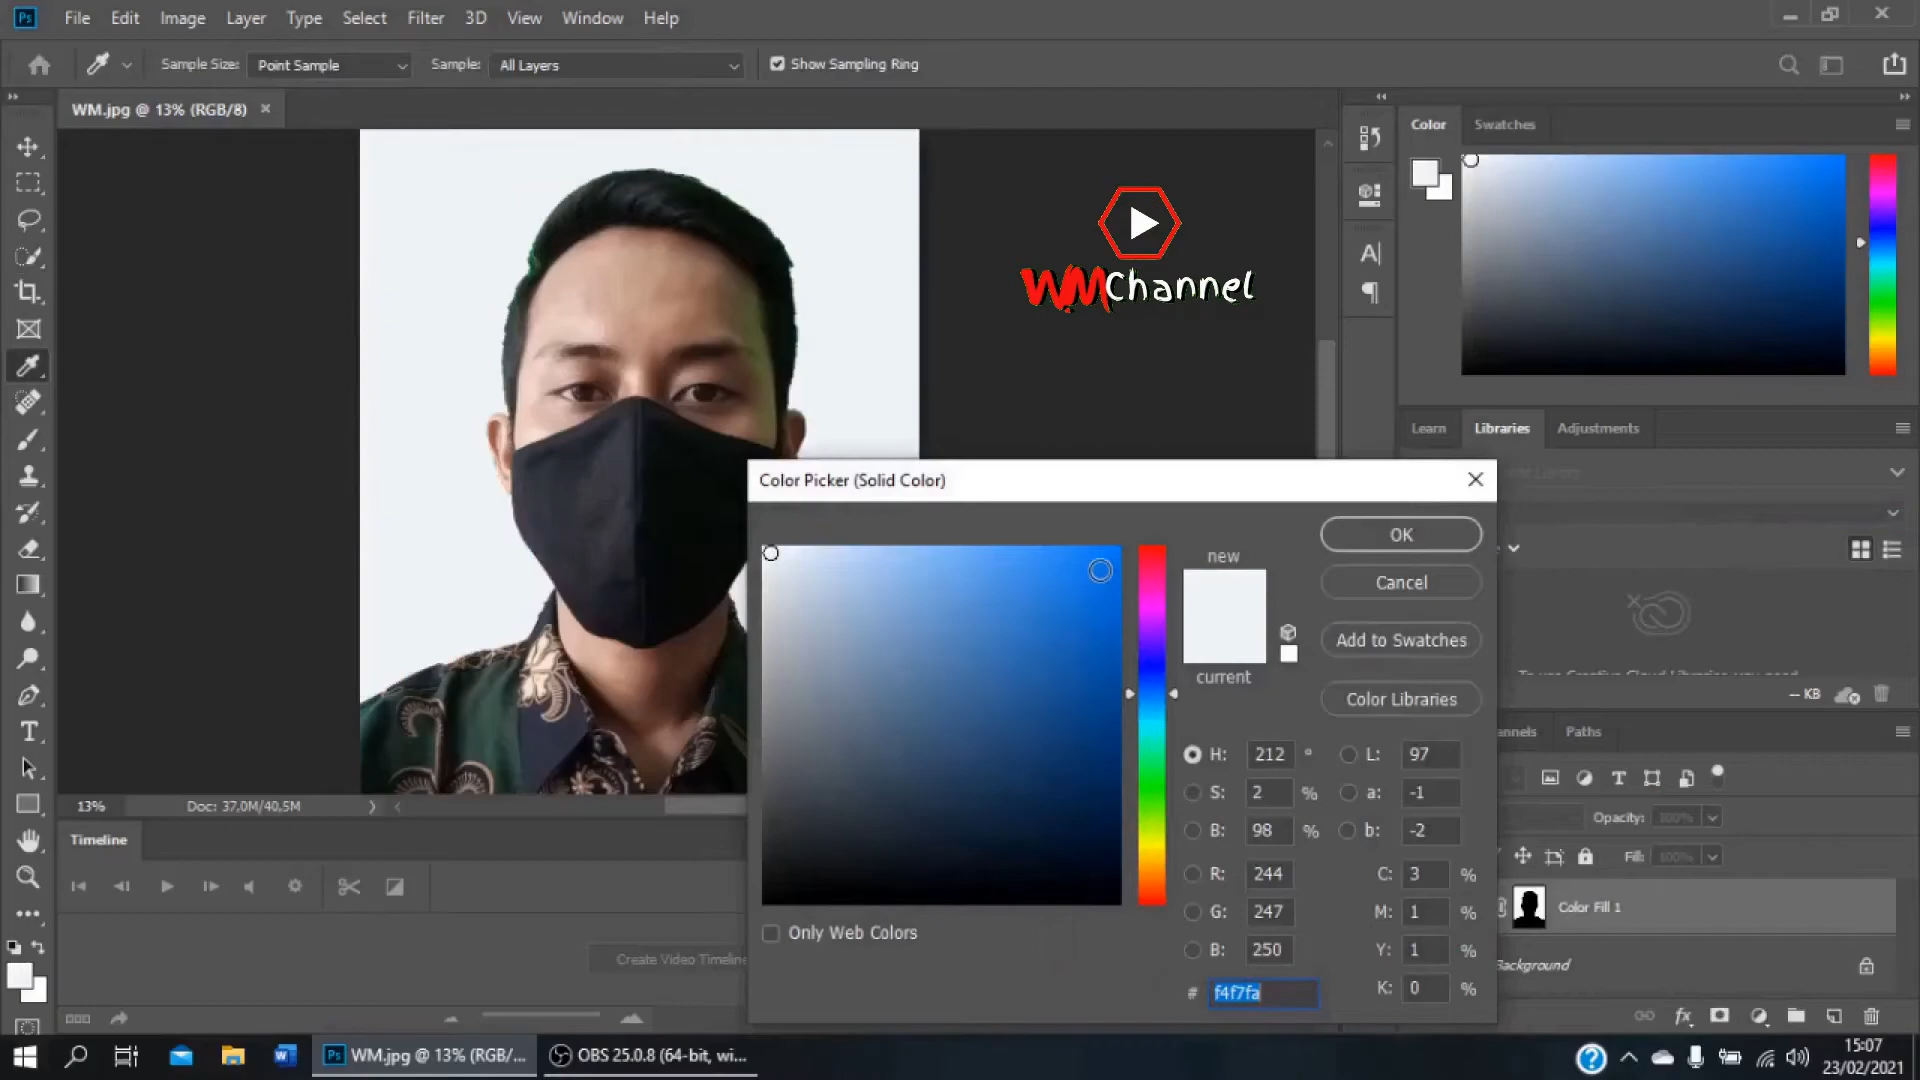 Ps File Edit Image Layer Type Select Filter 3D View Window Help
Sample Size: Point Sample Sample: All Layers Show Sampling Ring
WM.jpg @ 13% (RGB/8) ×
Color Swatches
WMChannel
Learn Libraries Adjustments
Color Picker (Solid Color)
new
current
OK
Cancel
Add to Swatches
Color Libraries
H: 212 ° L: 97
S: 2 % a: -1
B: 98 % b: -2
R: 244 C: 3 %
G: 247 M: 1 %
B: 250 Y: 1 %
# f4f7fa K: 0 %
Only Web Colors
-- KB
Paths
Opacity: 100%
Fill: 100%
Color Fill 1
Background
13% Doc: 37,0M/40,5M
Timeline
Create Video Timeline
WM.jpg @ 13% (RGB/...
OBS 25.0.8 (64-bit, wi...
15:07
23/02/2021